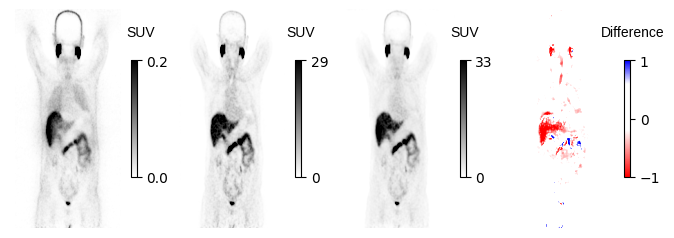 SUV SUV SUV Difference
0.2 29 33 1
0
0.0 0 0 −1